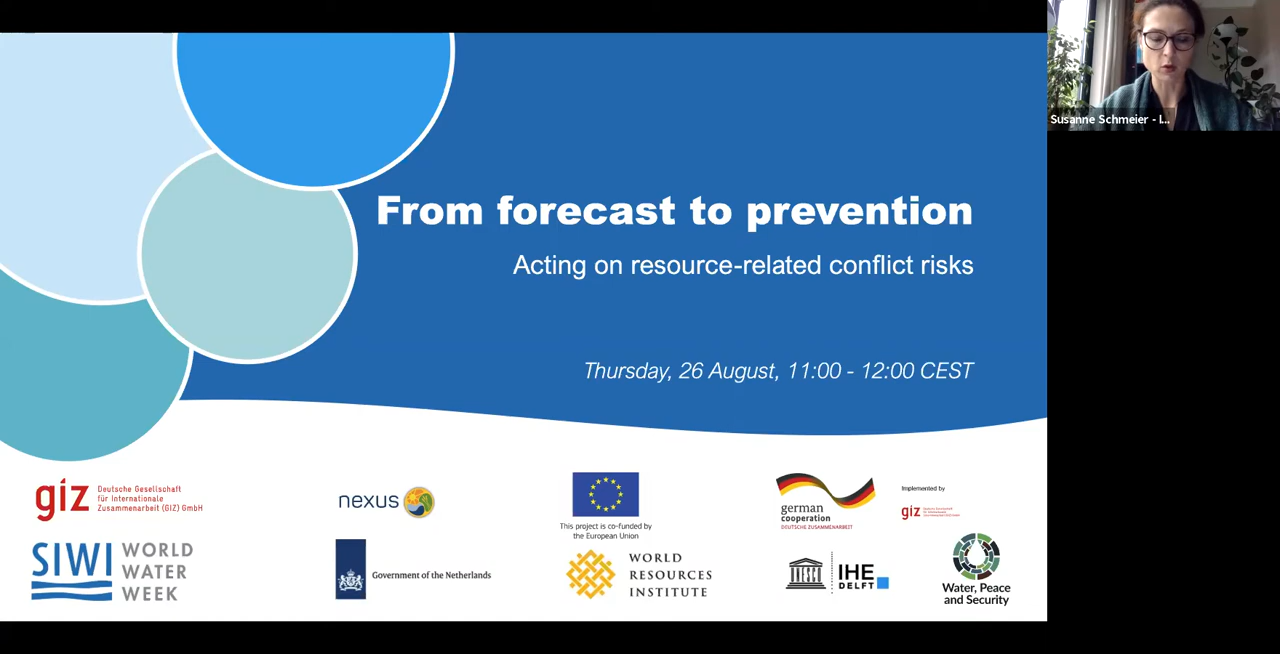 Susanne Schmeier - I...
From forecast to prevention
Acting on resource-related conflict risks
Thursday, 26 August, 11:00 - 12:00 CEST
giz
Deutsche Gesellschaft
für Internationale
Zusammenarbeit (GIZ) GmbH
nexus
This project is co-funded by
the European Union
german
cooperation
DEUTSCHE ZUSAMMENARBEIT
Implemented by
giz
SIWI
WORLD
WATER
WEEK
Government of the Netherlands
WORLD
RESOURCES
INSTITUTE
UNESCO
IHE
DELFT
Water, Peace
and Security